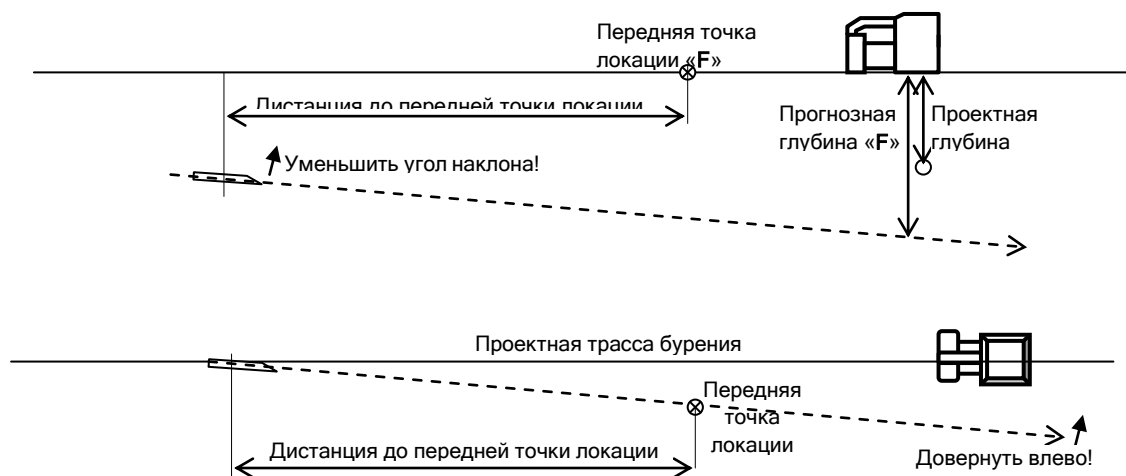 Передняя точка
локации «F»
Дистанция до передней точки локации
Прогнозная
глубина «F»
Проектная
глубина
Уменьшить угол наклона!
Проектная трасса бурения
Передняя
точка
локации
Дистанция до передней точки локации
Довернуть влево!